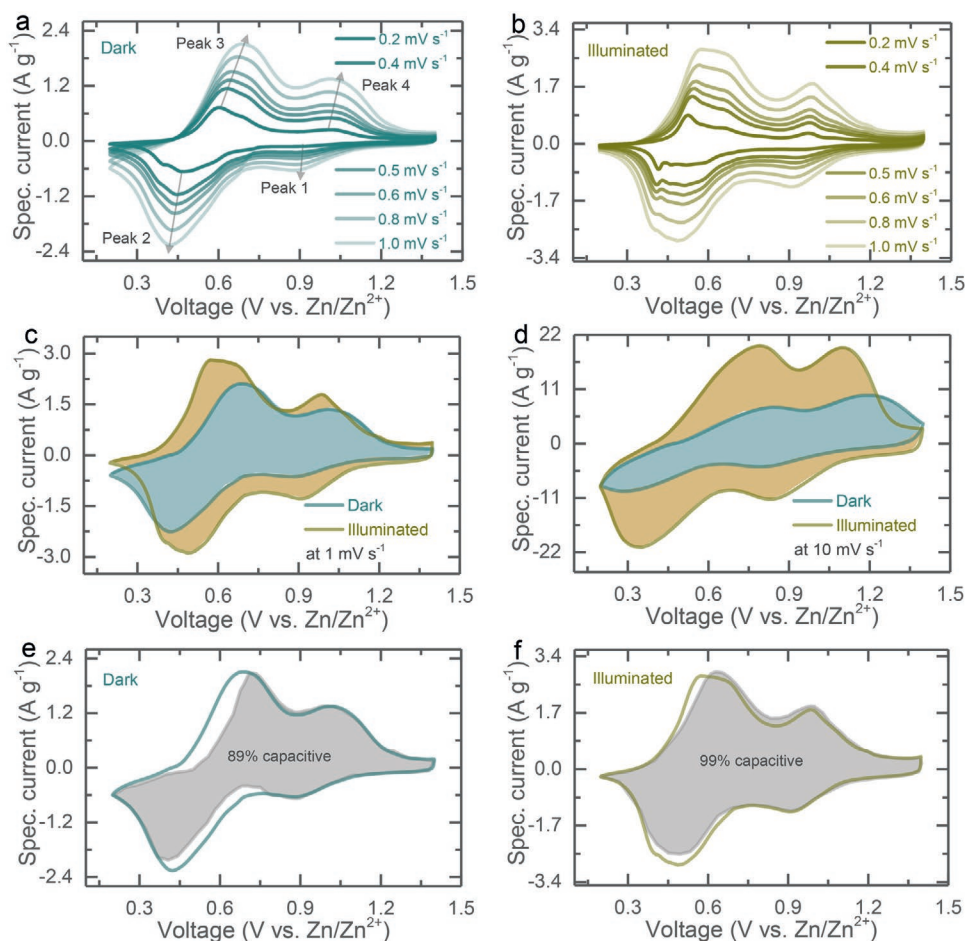 a
Dark
Peak 3
0.2 mV s⁻¹
0.4 mV s⁻¹
Peak 4
Peak 1
Peak 2
0.5 mV s⁻¹
0.6 mV s⁻¹
0.8 mV s⁻¹
1.0 mV s⁻¹
2.4
1.2
0.0
-1.2
-2.4
Spec. current (A g⁻¹)
0.3 0.6 0.9 1.2 1.5
Voltage (V vs. Zn/Zn²⁺)
b
Illuminated
0.2 mV s⁻¹
0.4 mV s⁻¹
0.5 mV s⁻¹
0.6 mV s⁻¹
0.8 mV s⁻¹
1.0 mV s⁻¹
3.4
1.7
0.0
-1.7
-3.4
Spec. current (A g⁻¹)
0.3 0.6 0.9 1.2 1.5
Voltage (V vs. Zn/Zn²⁺)
c
3.0
1.5
0.0
-1.5
-3.0
Spec. current (A g⁻¹)
Dark
Illuminated
at 1 mV s⁻¹
0.3 0.6 0.9 1.2 1.5
Voltage (V vs. Zn/Zn²⁺)
d
22
11
0
-11
-22
Spec. current (A g⁻¹)
Dark
Illuminated
at 10 mV s⁻¹
0.3 0.6 0.9 1.2 1.5
Voltage (V vs. Zn/Zn²⁺)
e
Dark
89% capacitive
2.4
1.2
0.0
-1.2
-2.4
Spec. current (A g⁻¹)
0.3 0.6 0.9 1.2 1.5
Voltage (V vs. Zn/Zn²⁺)
f
Illuminated
99% capacitive
3.4
1.7
0.0
-1.7
-3.4
Spec. current (A g⁻¹)
0.3 0.6 0.9 1.2 1.5
Voltage (V vs. Zn/Zn²⁺)